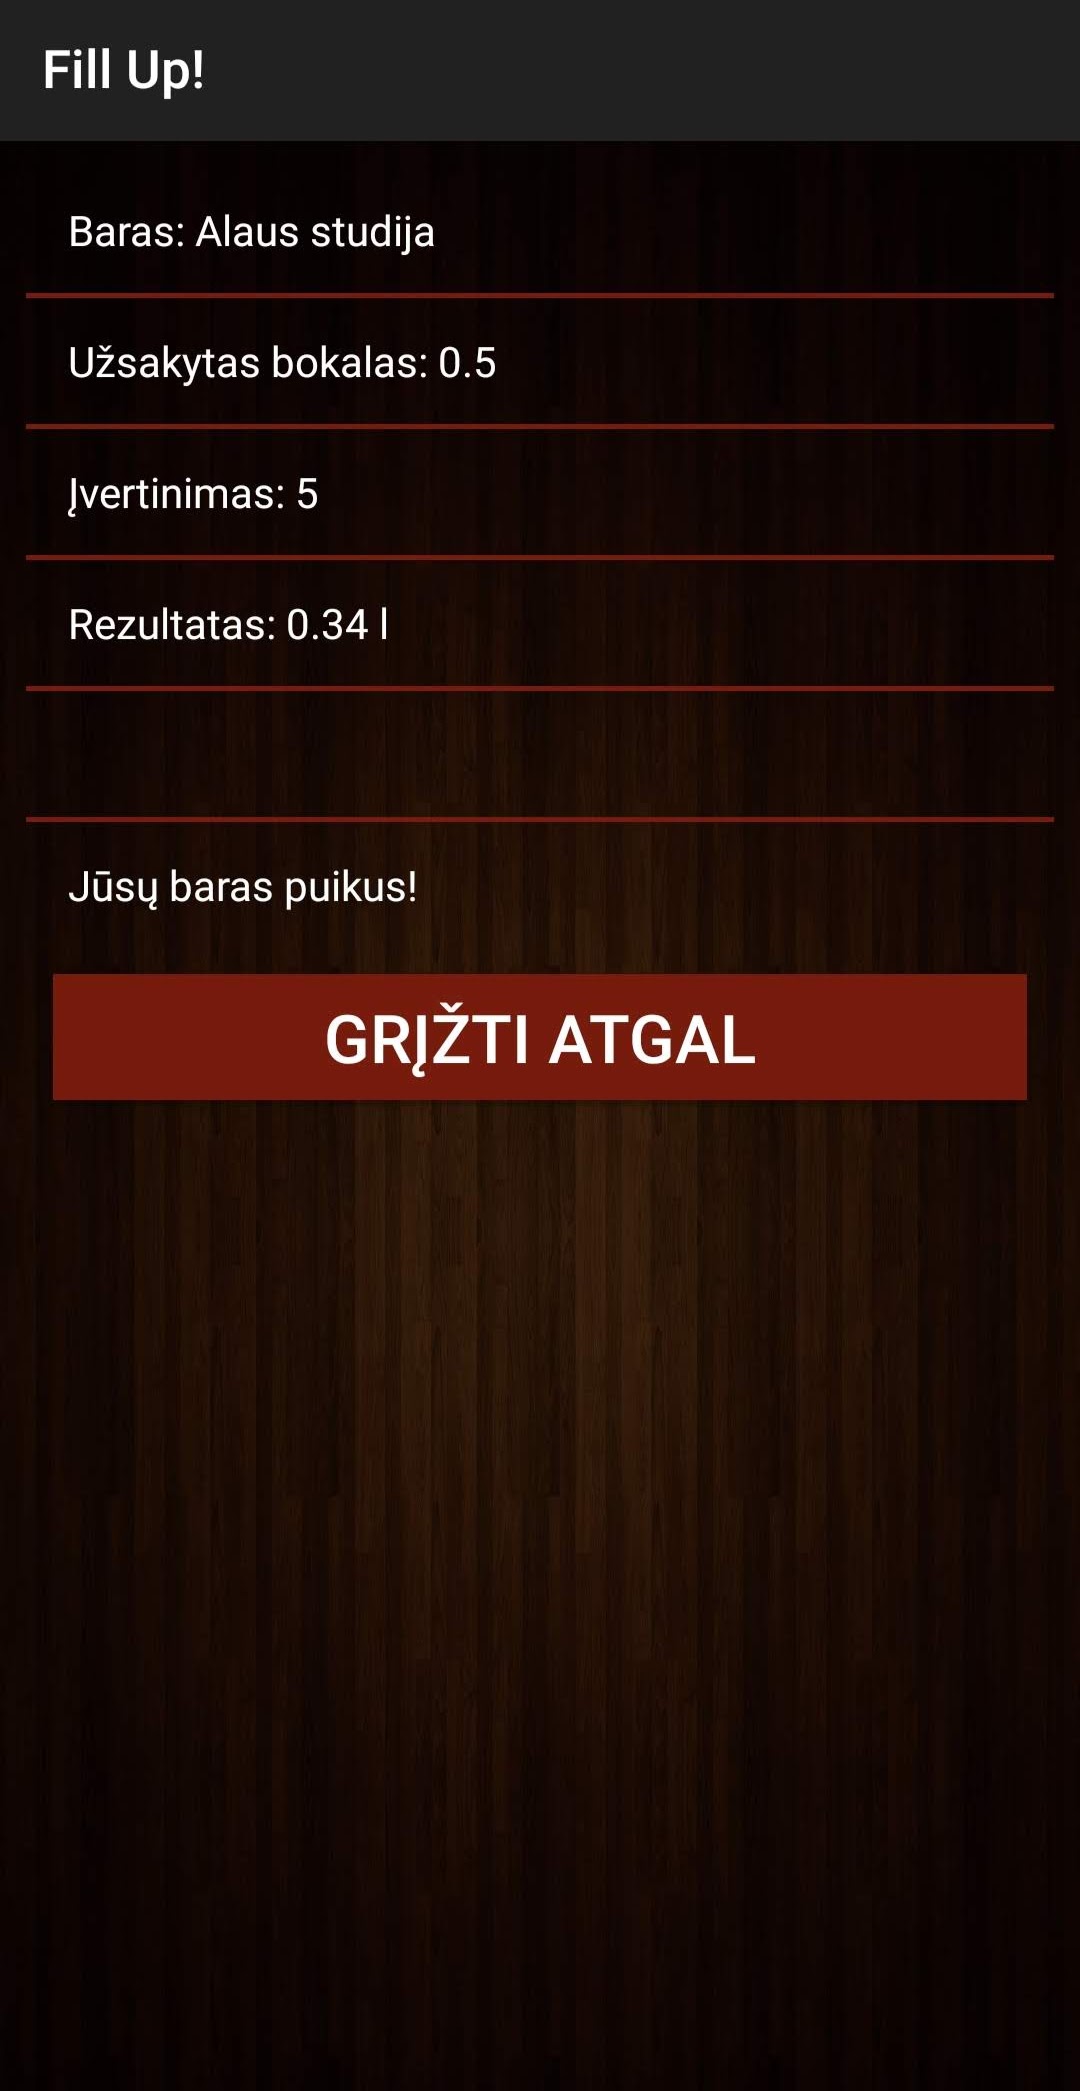 Fill Up!
Baras: Alaus studija
Užsakytas bokalas: 0.5
Įvertinimas: 5
Rezultatas: 0.34 l
Jūsų baras puikus!
GRĮŽTI ATGAL